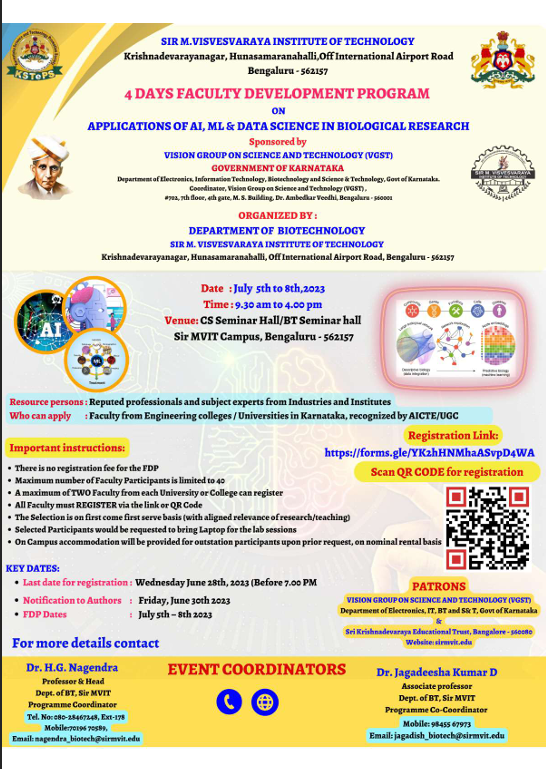 SIR M.VISVESVARAYA INSTITUTE OF TECHNOLOGY
Krishnadevarayanagar, Hunasamaranahalli,Off International Airport Road
Bengaluru - 562157
KSTePS
4 DAYS FACULTY DEVELOPMENT PROGRAM
ON
APPLICATIONS OF AI, ML & DATA SCIENCE IN BIOLOGICAL RESEARCH
Sponsored by
VISION GROUP ON SCIENCE AND TECHNOLOGY (VGST)
GOVERNMENT OF KARNATAKA
Department of Electronics, Information Technology, Biotechnology and Science & Technology, Govt of Karnataka.
Coordinator, Vision Group on Science and Technology (VGST) ,
#702, 7th floor, 4th gate, M. S. Building, Dr. Ambedkar Veedhi, Bengaluru - 560001
SIR M. VISVESVARAYA
ORGANIZED BY :
DEPARTMENT OF BIOTECHNOLOGY
SIR M. VISVESVARAYA INSTITUTE OF TECHNOLOGY
Krishnadevarayanagar, Hunasamaranahalli, Off International Airport Road, Bengaluru - 562157
AI
ML
Date : July 5th to 8th,2023
Time : 9.30 am to 4.00 pm
Venue: CS Seminar Hall/BT Seminar hall
Sir MVIT Campus, Bengaluru - 562157
Resource persons : Reputed professionals and subject experts from Industries and Institutes
Who can apply : Faculty from Engineering colleges / Universities in Karnataka, recognized by AICTE/UGC
Registration Link:
https://forms.gle/YK2hHNMhaASvpD4WA
Scan QR CODE for registration
Important instructions:
• There is no registration fee for the FDP
• Maximum number of Faculty Participants is limited to 40
• A maximum of TWO Faculty from each University or College can register
• All Faculty must REGISTER via the link or QR Code
• The Selection is on first come first serve basis (with aligned relevance of research/teaching)
• Selected Participants would be requested to bring Laptop for the lab sessions
• On Campus accommodation will be provided for outstation participants upon prior request, on nominal rental basis
KEY DATES:
• Last date for registration : Wednesday June 28th, 2023 (Before 7.00 PM
• Notification to Authors : Friday, June 30th 2023
• FDP Dates : July 5th – 8th 2023
PATRONS
VISION GROUP ON SCIENCE AND TECHNOLOGY (VGST)
Department of Electronics, IT, BT and S& T, Govt of Karnataka
&
Sri Krishnadevaraya Educational Trust, Bangalore - 560080
Website: sirmvit.edu
For more details contact
EVENT COORDINATORS
Dr. H.G. Nagendra
Professor & Head
Dept. of BT, Sir MVIT
Programme Coordinator
Tel. No: 080-28467248, Ext-178
Mobile:70196 70589,
Email: nagendra_biotech@sirmvit.edu
Dr. Jagadeesha Kumar D
Associate professor
Dept. of BT, Sir MVIT
Programme Co-Coordinator
Mobile: 98455 67973
Email: jagadish_biotech@sirmvit.edu